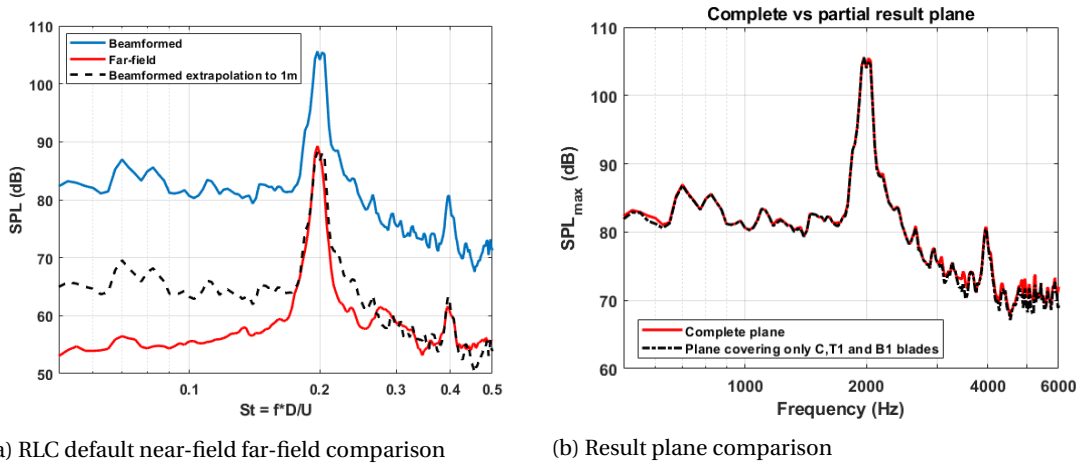 110
100
90
80
70
60
50
SPL (dB)
Beamformed
Far-field
Beamformed extrapolation to 1m
0.1
0.2
0.3
0.4
0.5
St = f*D/U
a) RLC default near-field far-field comparison
Complete vs partial result plane
110
100
90
80
70
60
SPLmax (dB)
Complete plane
Plane covering only C,T1 and B1 blades
1000
2000
4000
6000
Frequency (Hz)
(b) Result plane comparison